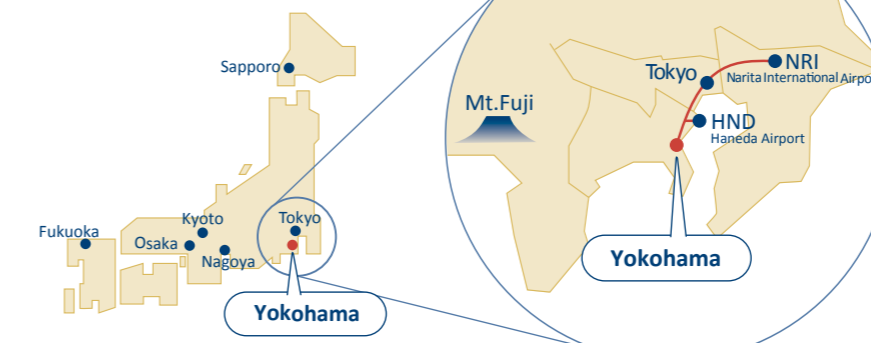 Sapporo
Fukuoka
Kyoto
Osaka
Nagoya
Tokyo
Yokohama
Mt.Fuji
Tokyo
NRI
Narita International Airpo
HND
Haneda Airport
Yokohama